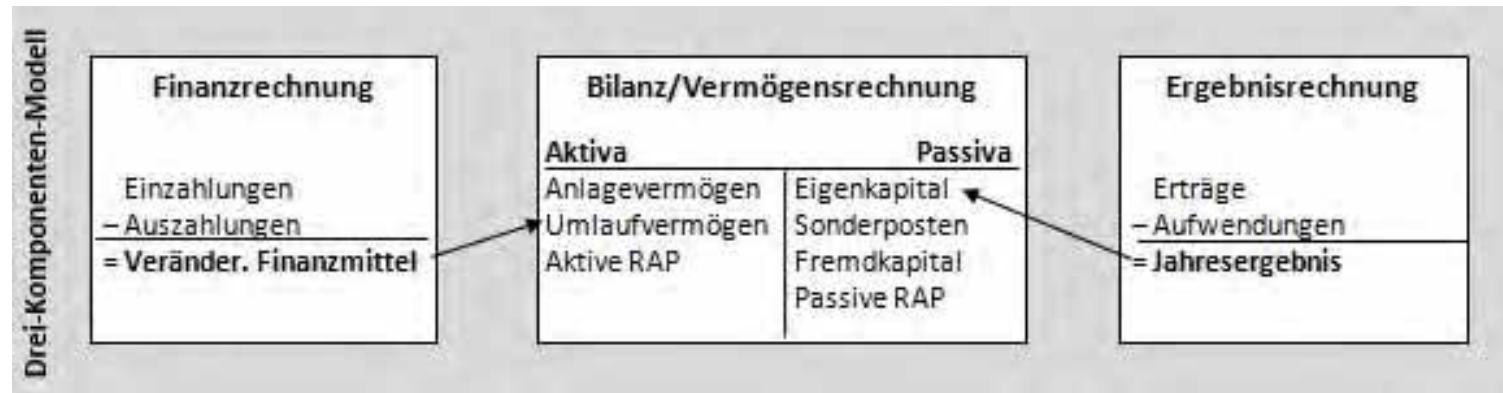 Drei-Komponenten-Modell
Finanzrechnung
Einzahlungen
– Auszahlungen
= Veränder. Finanzmittel
Bilanz/Vermögensrechnung
Aktiva Passiva
Anlagevermögen Eigenkapital
Umlaufvermögen Sonderposten
Aktive RAP Fremdkapital
Passive RAP
Ergebnisrechnung
Erträge
– Aufwendungen
= Jahresergebnis